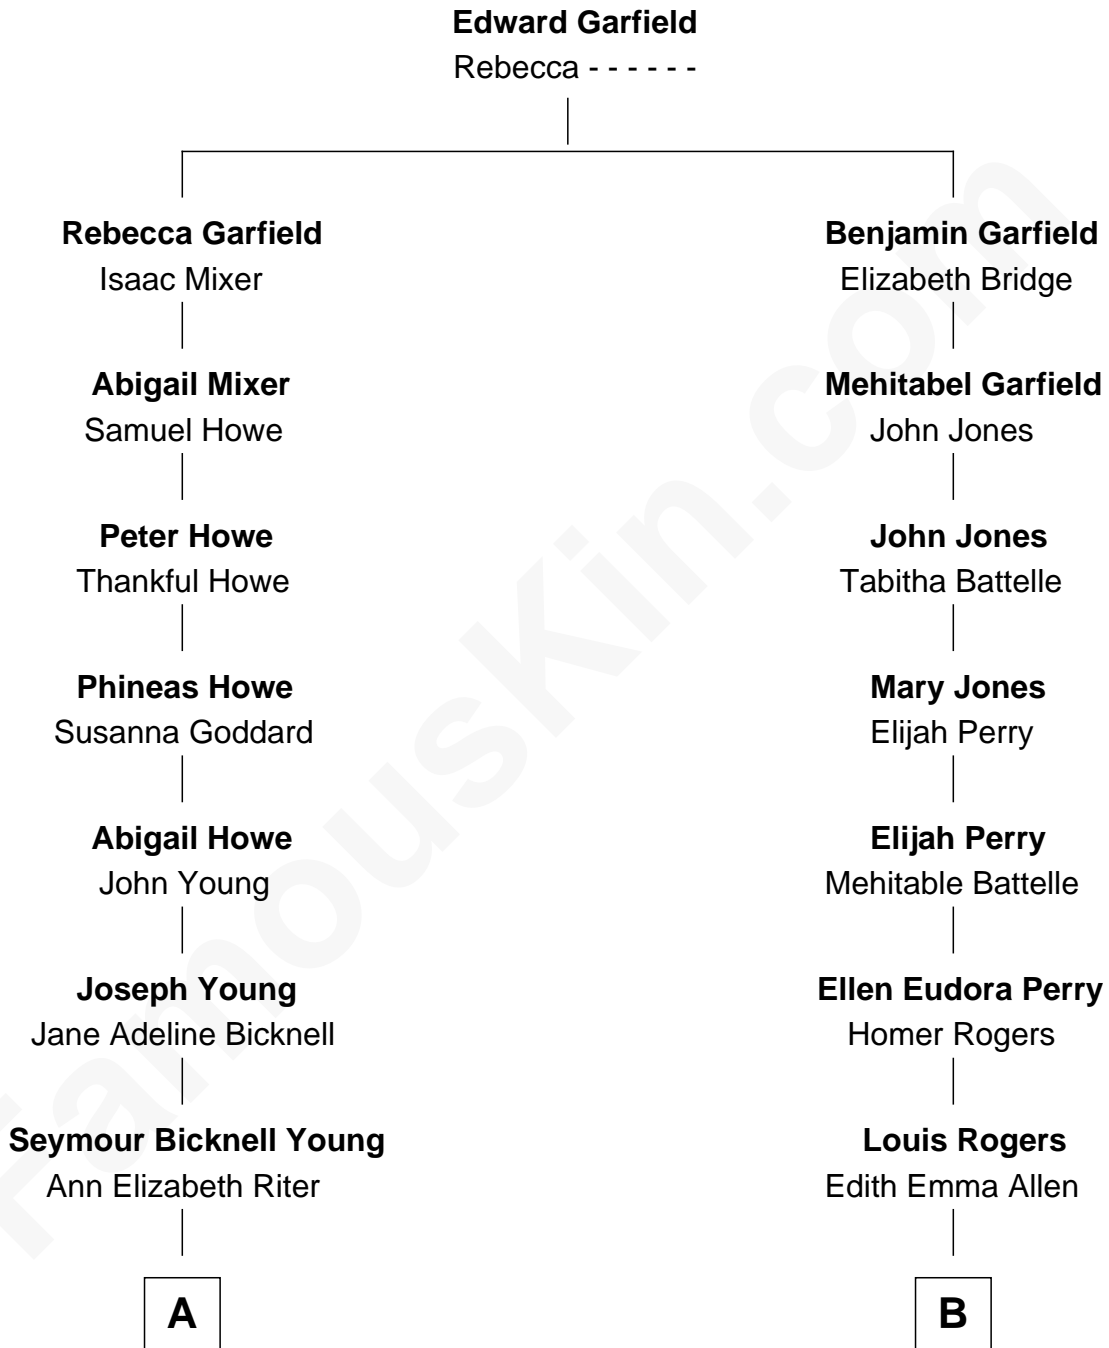 Edward Garfield
Rebecca - - - - - -
Rebecca Garfield
Isaac Mixer
Benjamin Garfield
Elizabeth Bridge
Abigail Mixer
Samuel Howe
Mehitabel Garfield
John Jones
Peter Howe
Thankful Howe
John Jones
Tabitha Battelle
Phineas Howe
Susanna Goddard
Mary Jones
Elijah Perry
Abigail Howe
John Young
Elijah Perry
Mehitable Battelle
Joseph Young
Jane Adeline Bicknell
Ellen Eudora Perry
Homer Rogers
Seymour Bicknell Young
Ann Elizabeth Riter
Louis Rogers
Edith Emma Allen
A
B
FamousKin.com